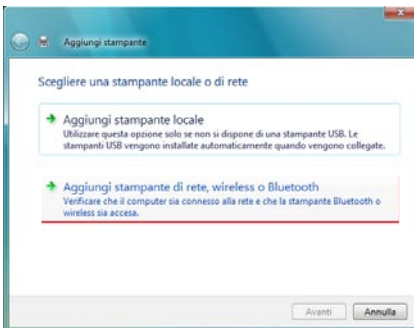 Aggiungi stampante
Scegliere una stampante locale o di rete
Aggiungi stampante locale
Utilizzare questa opzione solo se non si dispone di una stampante USB. Le
stampanti USB vengono installate automaticamente quando vengono collegate.
Aggiungi stampante di rete, wireless o Bluetooth
Verificare che il computer sia connesso alla rete e che la stampante Bluetooth o
wireless sia accesa.
Avanti
Annulla